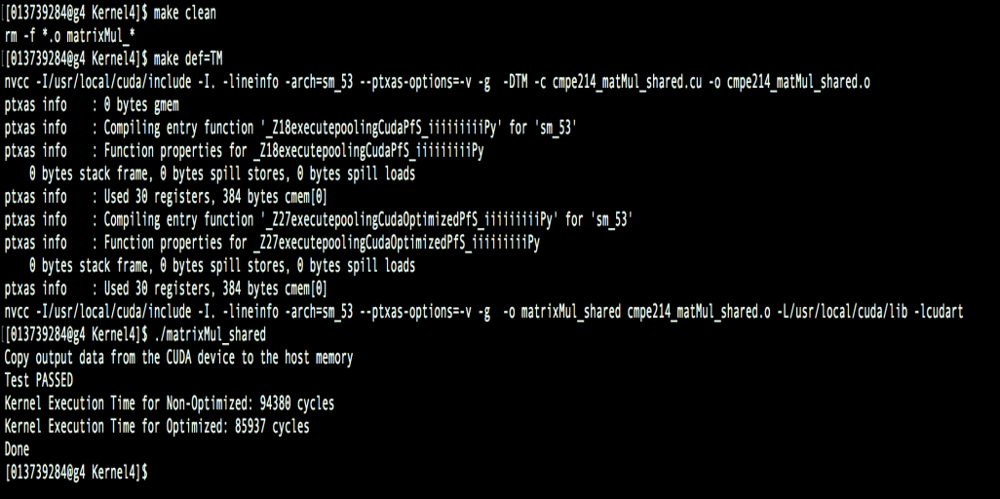 [[013739284@g4 Kernel4]$ make clean
rm -f *.o matrixMul_*
[[013739284@g4 Kernel4]$ make def=TM
nvcc -I/usr/local/cuda/include -I. -lineinfo -arch=sm_53 --ptxas-options=-v -g  -DTM -c cmpe214_matMul_shared.cu -o cmpe214_matMul_shared.o
ptxas info    : 0 bytes gmem
ptxas info    : Compiling entry function '_Z18executepoolingCudaPfS_iiiiiiiiiPy' for 'sm_53'
ptxas info    : Function properties for _Z18executepoolingCudaPfS_iiiiiiiiiPy
    0 bytes stack frame, 0 bytes spill stores, 0 bytes spill loads
ptxas info    : Used 30 registers, 384 bytes cmem[0]
ptxas info    : Compiling entry function '_Z27executepoolingCudaOptimizedPfS_iiiiiiiiiPy' for 'sm_53'
ptxas info    : Function properties for _Z27executepoolingCudaOptimizedPfS_iiiiiiiiiPy
    0 bytes stack frame, 0 bytes spill stores, 0 bytes spill loads
ptxas info    : Used 30 registers, 384 bytes cmem[0]
nvcc -I/usr/local/cuda/include -I. -lineinfo -arch=sm_53 --ptxas-options=-v -g  -o matrixMul_shared cmpe214_matMul_shared.o -L/usr/local/cuda/lib -lcudart
[[013739284@g4 Kernel4]$ ./matrixMul_shared
Copy output data from the CUDA device to the host memory
Test PASSED
Kernel Execution Time for Non-Optimized: 94380 cycles
Kernel Execution Time for Optimized: 85937 cycles
Done
[013739284@g4 Kernel4]$